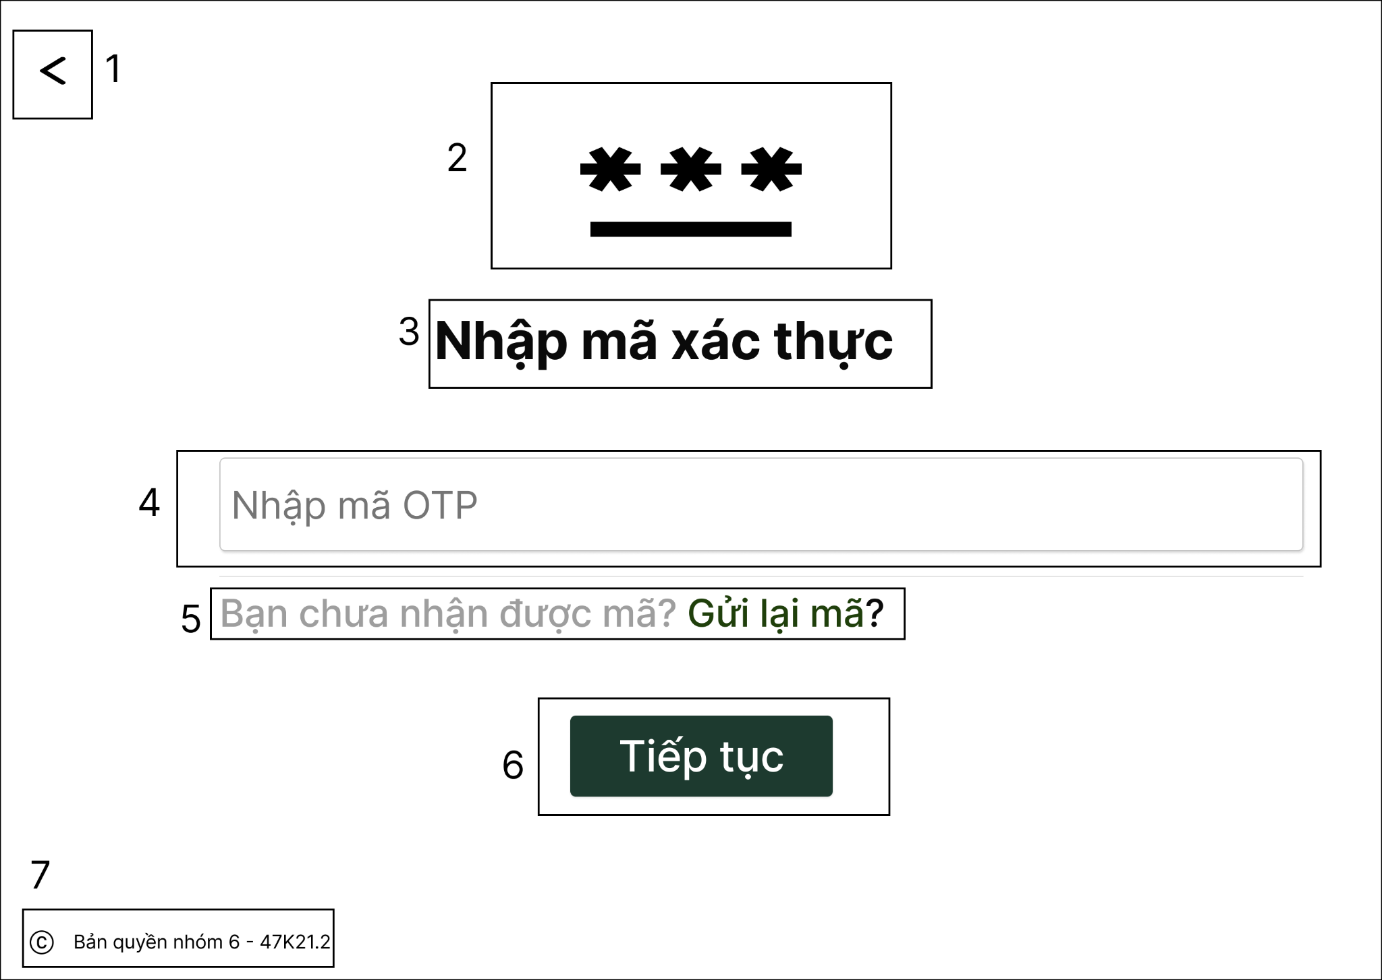 < 1
2
***
3 Nhập mã xác thực
4 Nhập mã OTP
5 Bạn chưa nhận được mã? Gửi lại mã?
6 Tiếp tục
7
© Bản quyền nhóm 6 - 47K21.2